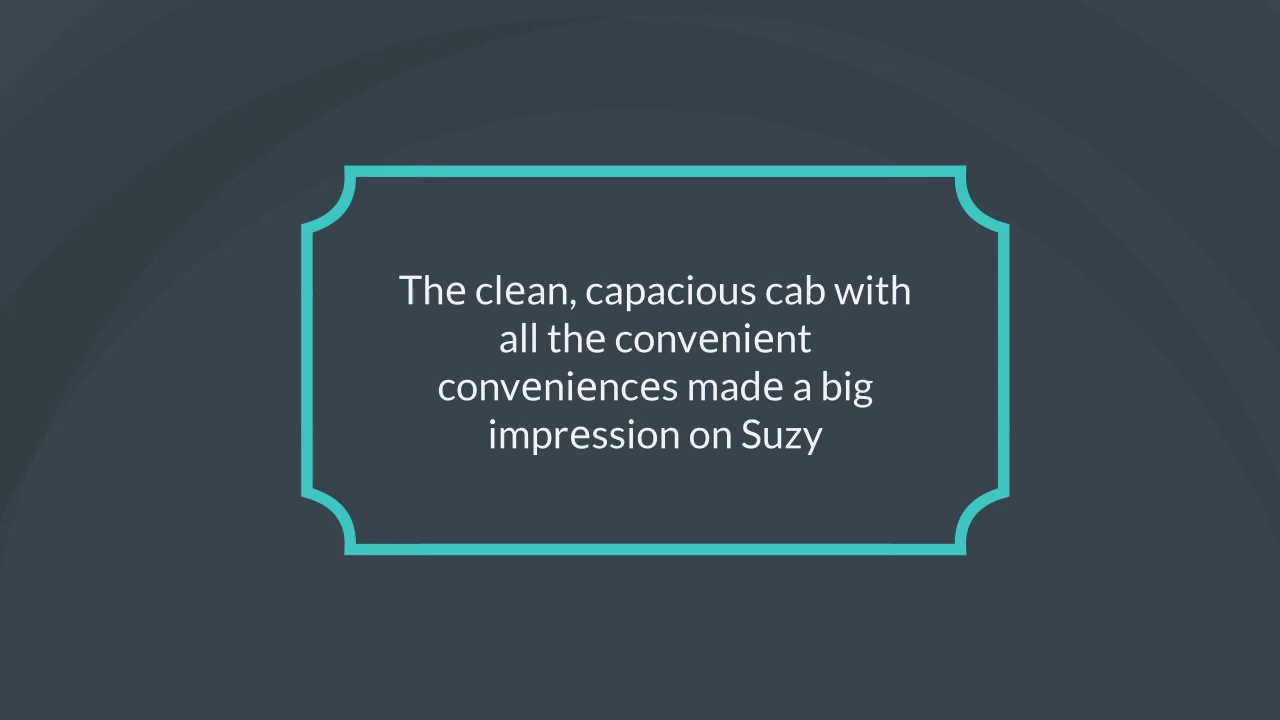 The clean, capacious cab with
all the convenient
conveniences made a big
impression on Suzy